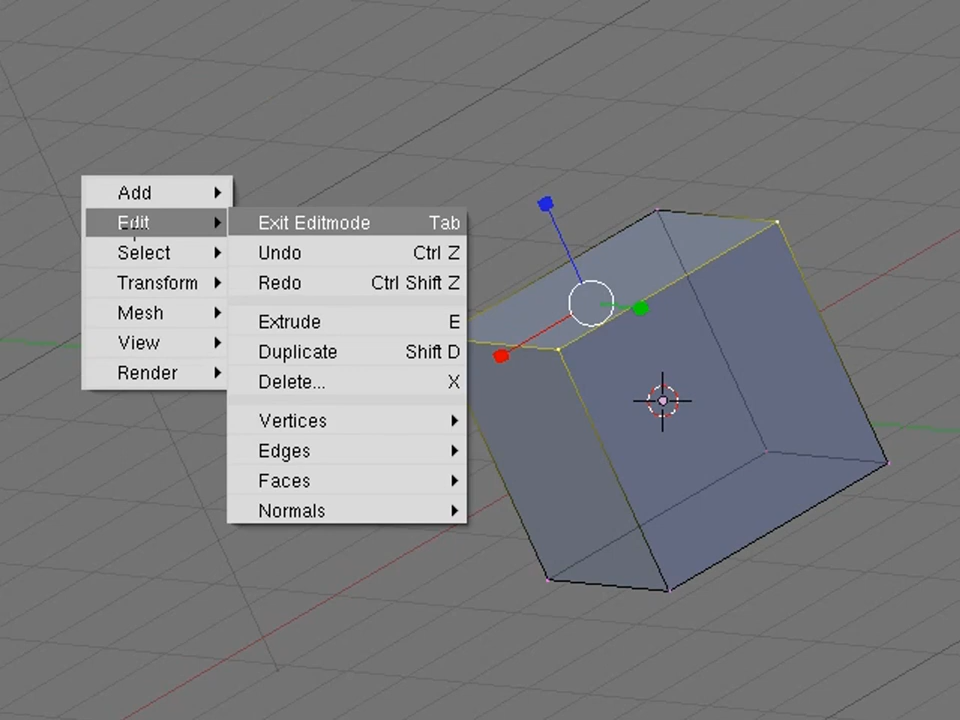 Add
Edit
Select
Transform
Mesh
View
Render
Exit Editmode Tab
Undo Ctrl Z
Redo Ctrl Shift Z
Extrude E
Duplicate Shift D
Delete... X
Vertices
Edges
Faces
Normals